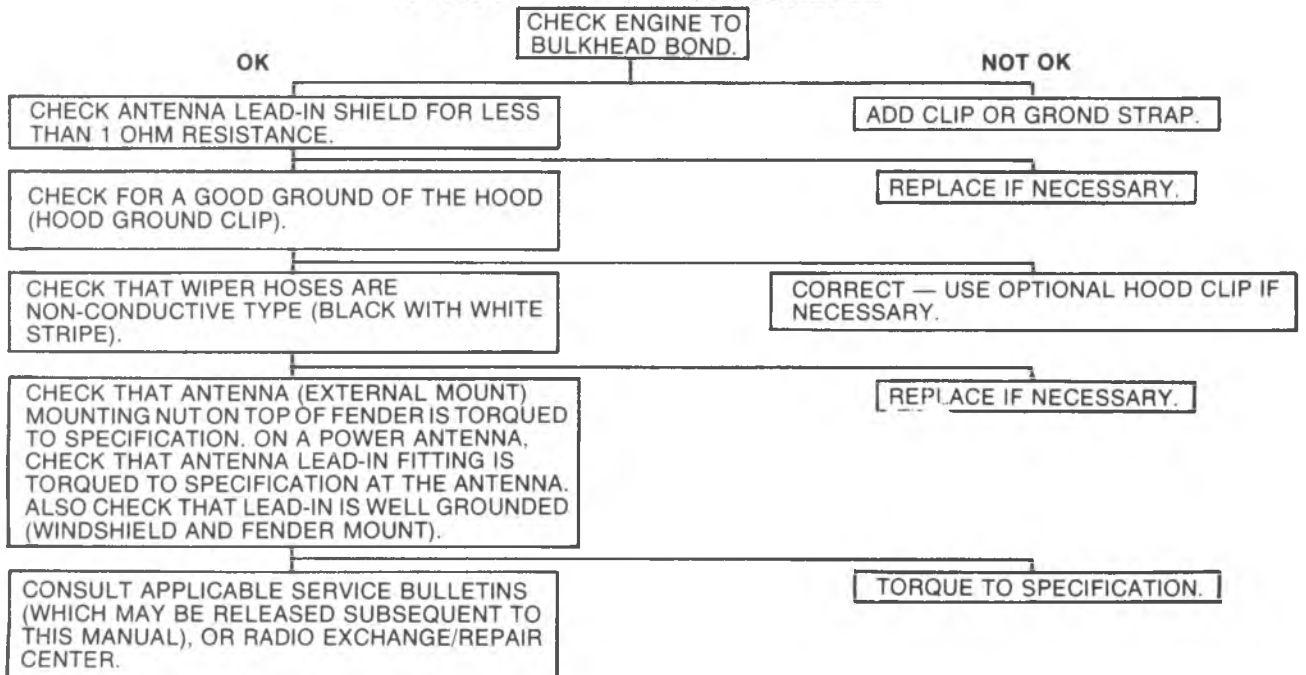 CHECK ENGINE TO
BULKHEAD BOND.
OK
NOT OK
CHECK ANTENNA LEAD-IN SHIELD FOR LESS
THAN 1 OHM RESISTANCE.
ADD CLIP OR GROND STRAP.
CHECK FOR A GOOD GROUND OF THE HOOD
(HOOD GROUND CLIP).
REPLACE IF NECESSARY.
CHECK THAT WIPER HOSES ARE
NON-CONDUCTIVE TYPE (BLACK WITH WHITE
STRIPE).
CORRECT — USE OPTIONAL HOOD CLIP IF
NECESSARY.
CHECK THAT ANTENNA (EXTERNAL MOUNT)
MOUNTING NUT ON TOP OF FENDER IS TORQUED
TO SPECIFICATION. ON A POWER ANTENNA,
CHECK THAT ANTENNA LEAD-IN FITTING IS
TORQUED TO SPECIFICATION AT THE ANTENNA.
ALSO CHECK THAT LEAD-IN IS WELL GROUNDED
(WINDSHIELD AND FENDER MOUNT).
REPLACE IF NECESSARY.
CONSULT APPLICABLE SERVICE BULLETINS
(WHICH MAY BE RELEASED SUBSEQUENT TO
THIS MANUAL), OR RADIO EXCHANGE/REPAIR
CENTER.
TORQUE TO SPECIFICATION.